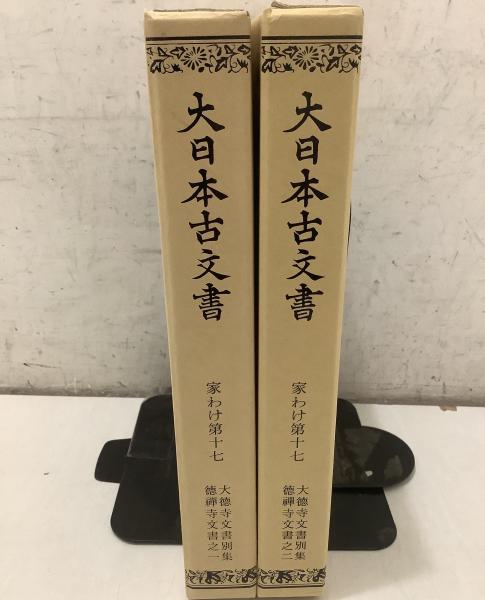 大日本古文書
家わけ第十七
大徳寺文書別集
徳禪寺文書之一
大日本古文書
家わけ第十七
大徳寺文書別集
徳禪寺文書之二